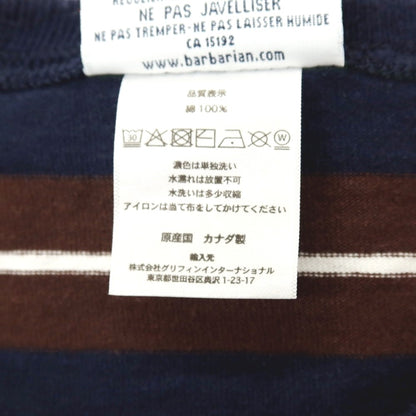 NE PAS JAVELLISER
NE PAS TREMPER-NE PAS LAISSER HUMIDE
CA 15192
www.barbarian.com
品質表示
綿 100%
30
W
濃色は単独洗い
水漏れは放置不可
水洗いは多少収縮
アイロンは当て布をしてかけてください
原産国 カナダ製
輸入元
株式会社グリフィンインターナショナル
東京都世田谷区奥沢 1-23-17